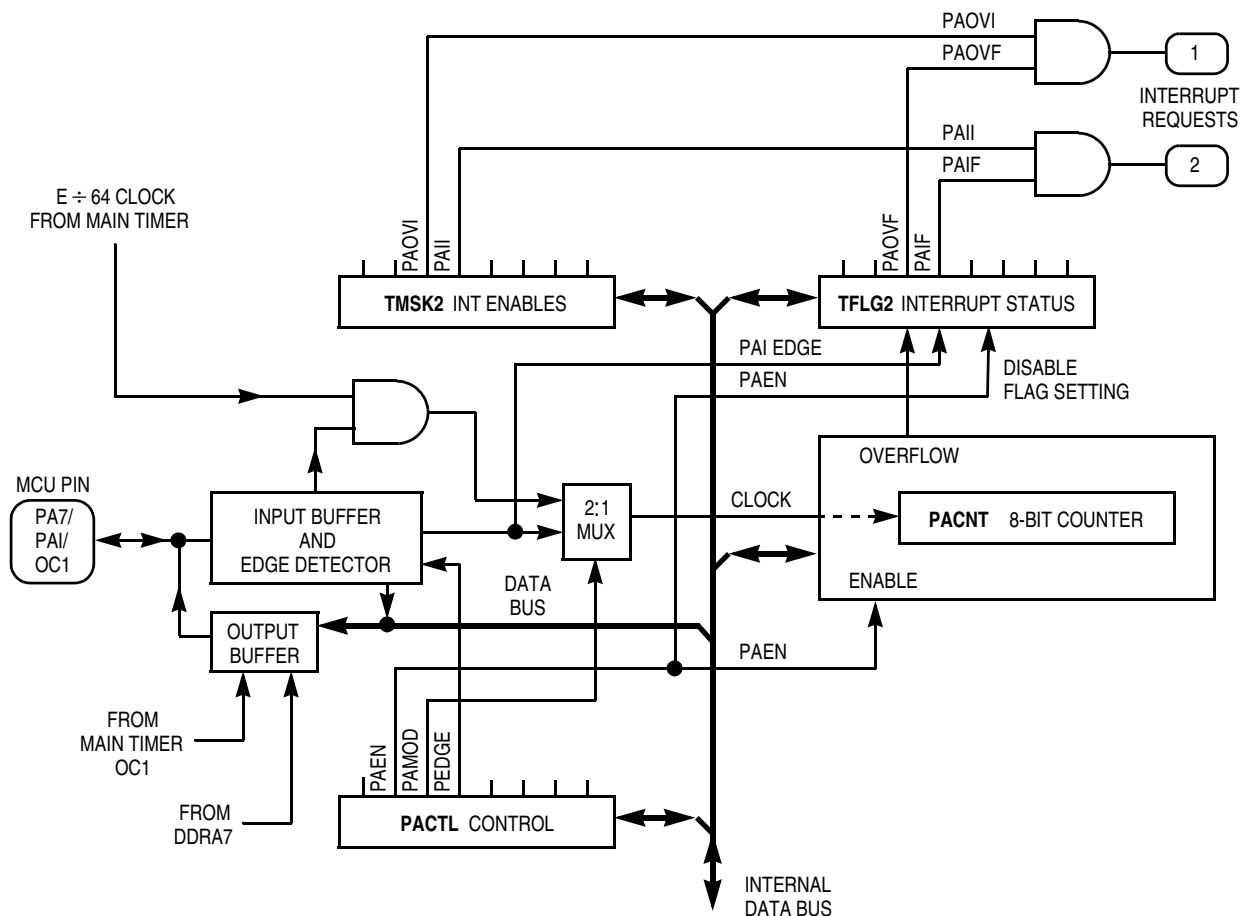 PAOVI
PAOVF
1
INTERRUPT
REQUESTS
PAII
PAIF
2
E ÷ 64 CLOCK
FROM MAIN TIMER
PAOVI
PAII
PAOVF
PAIF
TMSK2 INT ENABLES
TFLG2 INTERRUPT STATUS
PAI EDGE
PAEN
DISABLE
FLAG SETTING
OVERFLOW
MCU PIN
PA7/
PAI/
OC1
INPUT BUFFER
AND
EDGE DETECTOR
2:1
MUX
CLOCK
PACNT 8-BIT COUNTER
ENABLE
DATA
BUS
OUTPUT
BUFFER
PAEN
FROM
MAIN TIMER
OC1
PAEN
PAMOD
PEDGE
FROM
DDRA7
PACTL CONTROL
INTERNAL
DATA BUS